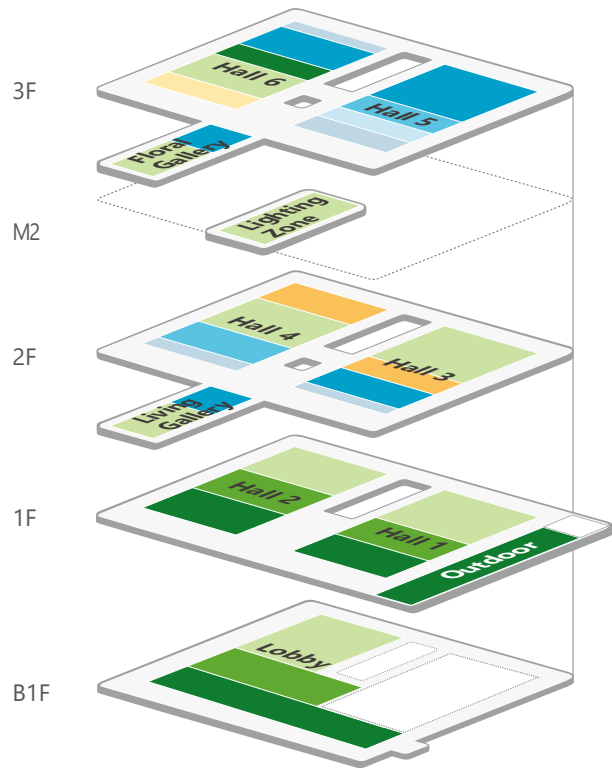 3F
Hall 6
Hall 5
Floral
Gallery
M2
Lighting
Zone
2F
Hall 4
Hall 3
Living
Gallery
1F
Hall 2
Hall 1
Outdoor
B1F
Lobby